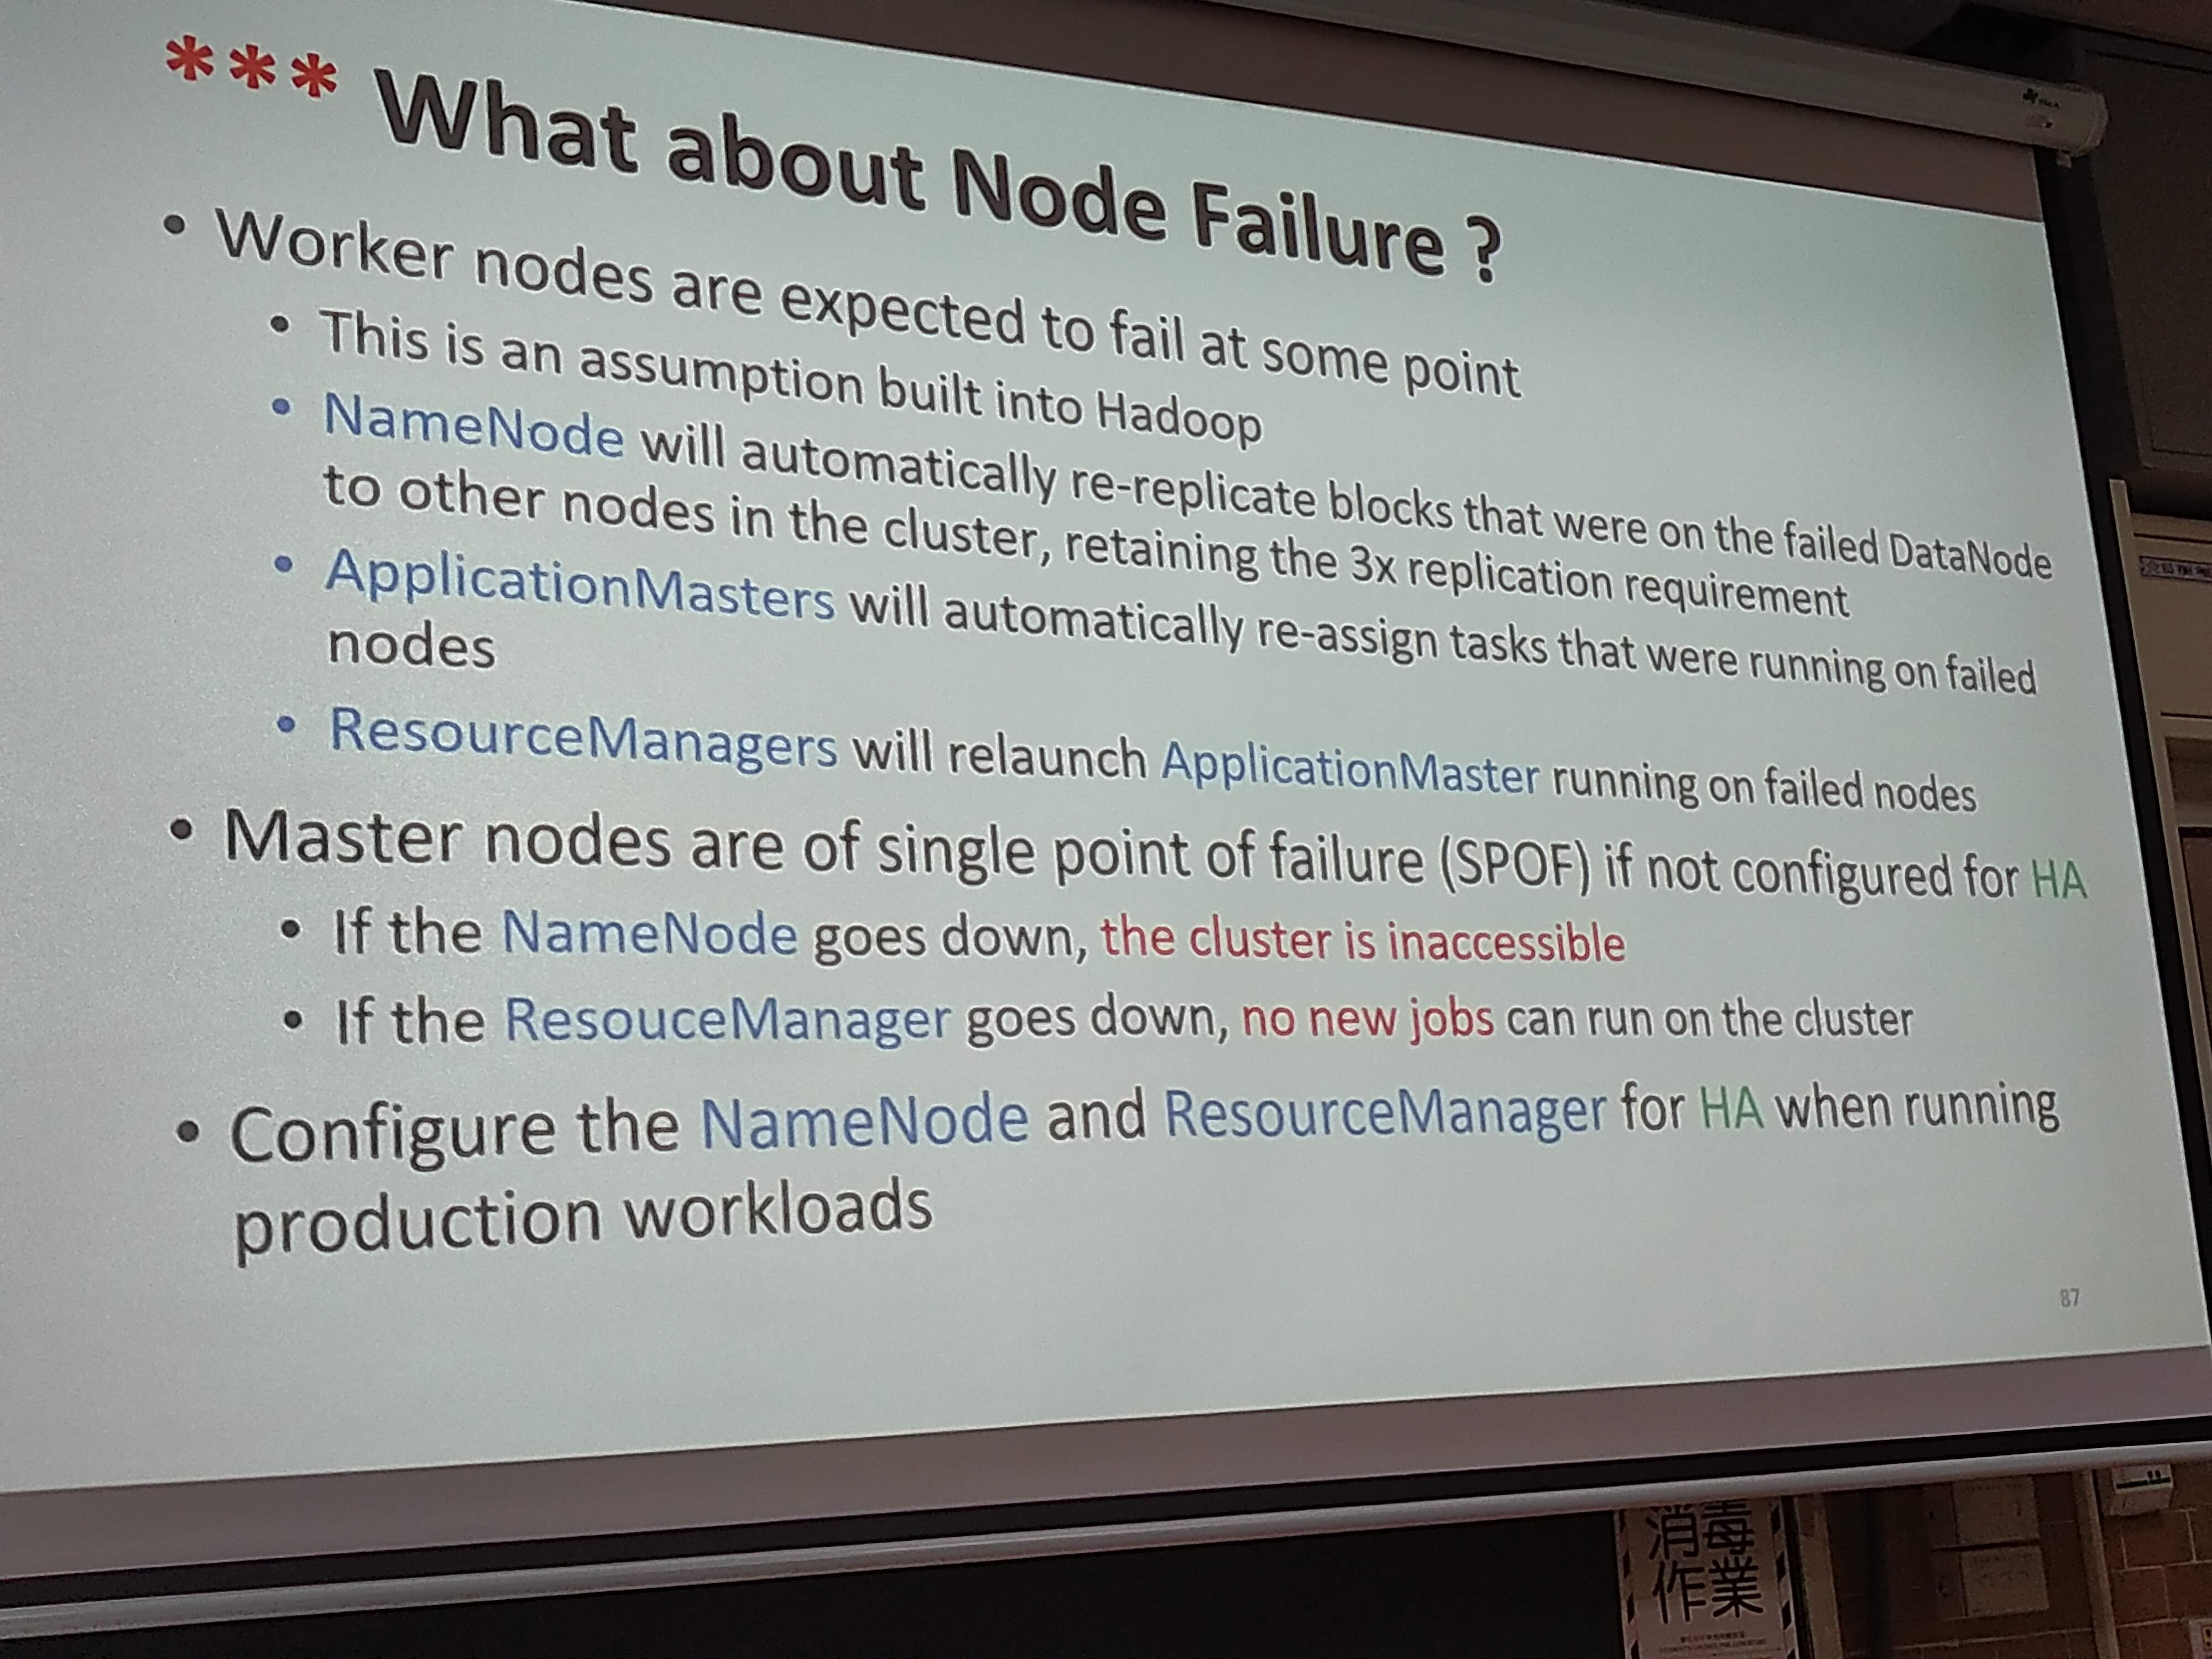 *** What about Node Failure ?
• Worker nodes are expected to fail at some point
• This is an assumption built into Hadoop
• NameNode will automatically re-replicate blocks that were on the failed DataNode
to other nodes in the cluster, retaining the 3x replication requirement
• ApplicationMasters will automatically re-assign tasks that were running on failed
nodes
• ResourceManagers will relaunch ApplicationMaster running on failed nodes
• Master nodes are of single point of failure (SPOF) if not configured for HA
• If the NameNode goes down, the cluster is inaccessible
• If the ResouceManager goes down, no new jobs can run on the cluster
• Configure the NameNode and ResourceManager for HA when running
production workloads
87
消毒
作業